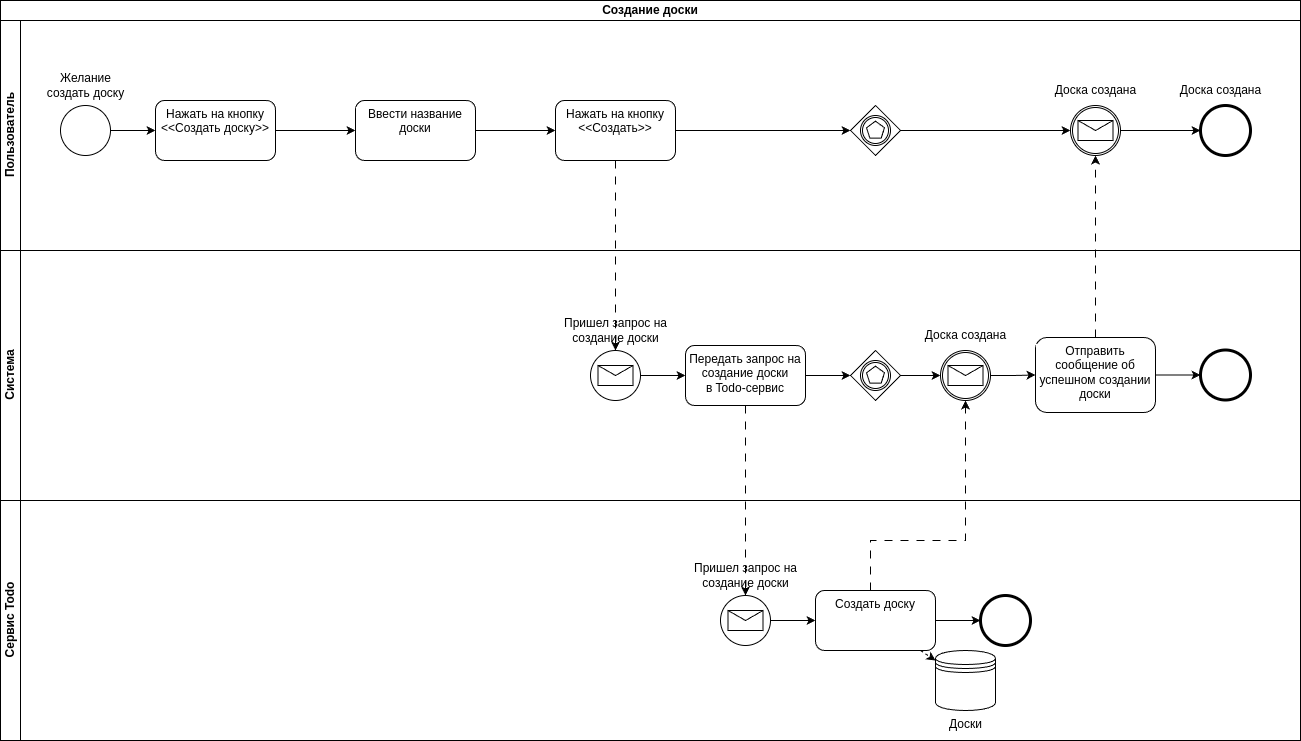 Создание доски
Пользователь
Желание
создать доску
Нажать на кнопку
<<Создать доску>>
Ввести название
доски
Нажать на кнопку
<<Создать>>
Доска создана
Доска создана
Система
Пришел запрос на
создание доски
Передать запрос на
создание доски
в Todo-сервис
Доска создана
Отправить
сообщение об
успешном создании
доски
Сервис Todo
Пришел запрос на
создание доски
Создать доску
Доски